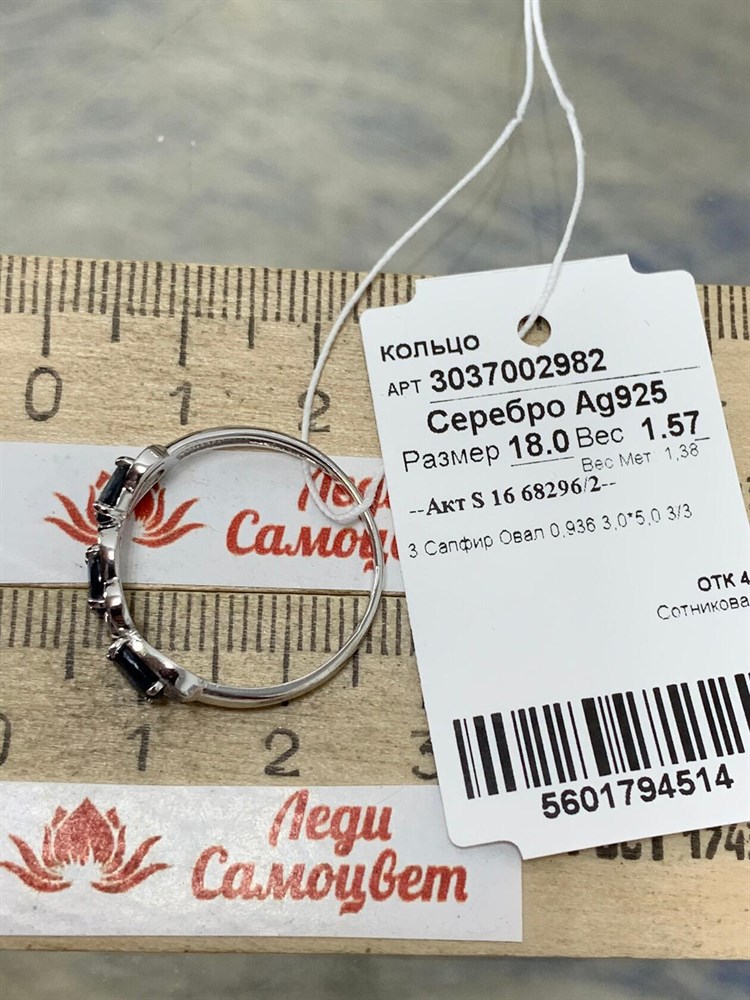 кольцо
АРТ 3037002982
Серебро Ag925
Размер 18.0 Вес 1.57
Вес Мет 1,38
--Акт S 16 68296/2--
3 Сапфир Овал 0,936 3,0*5,0 3/3
ОТК 4
Сотникова
5601794514
0 1 2
Леди
Самоцвет
0 1 2 3
Леди
Самоцвет